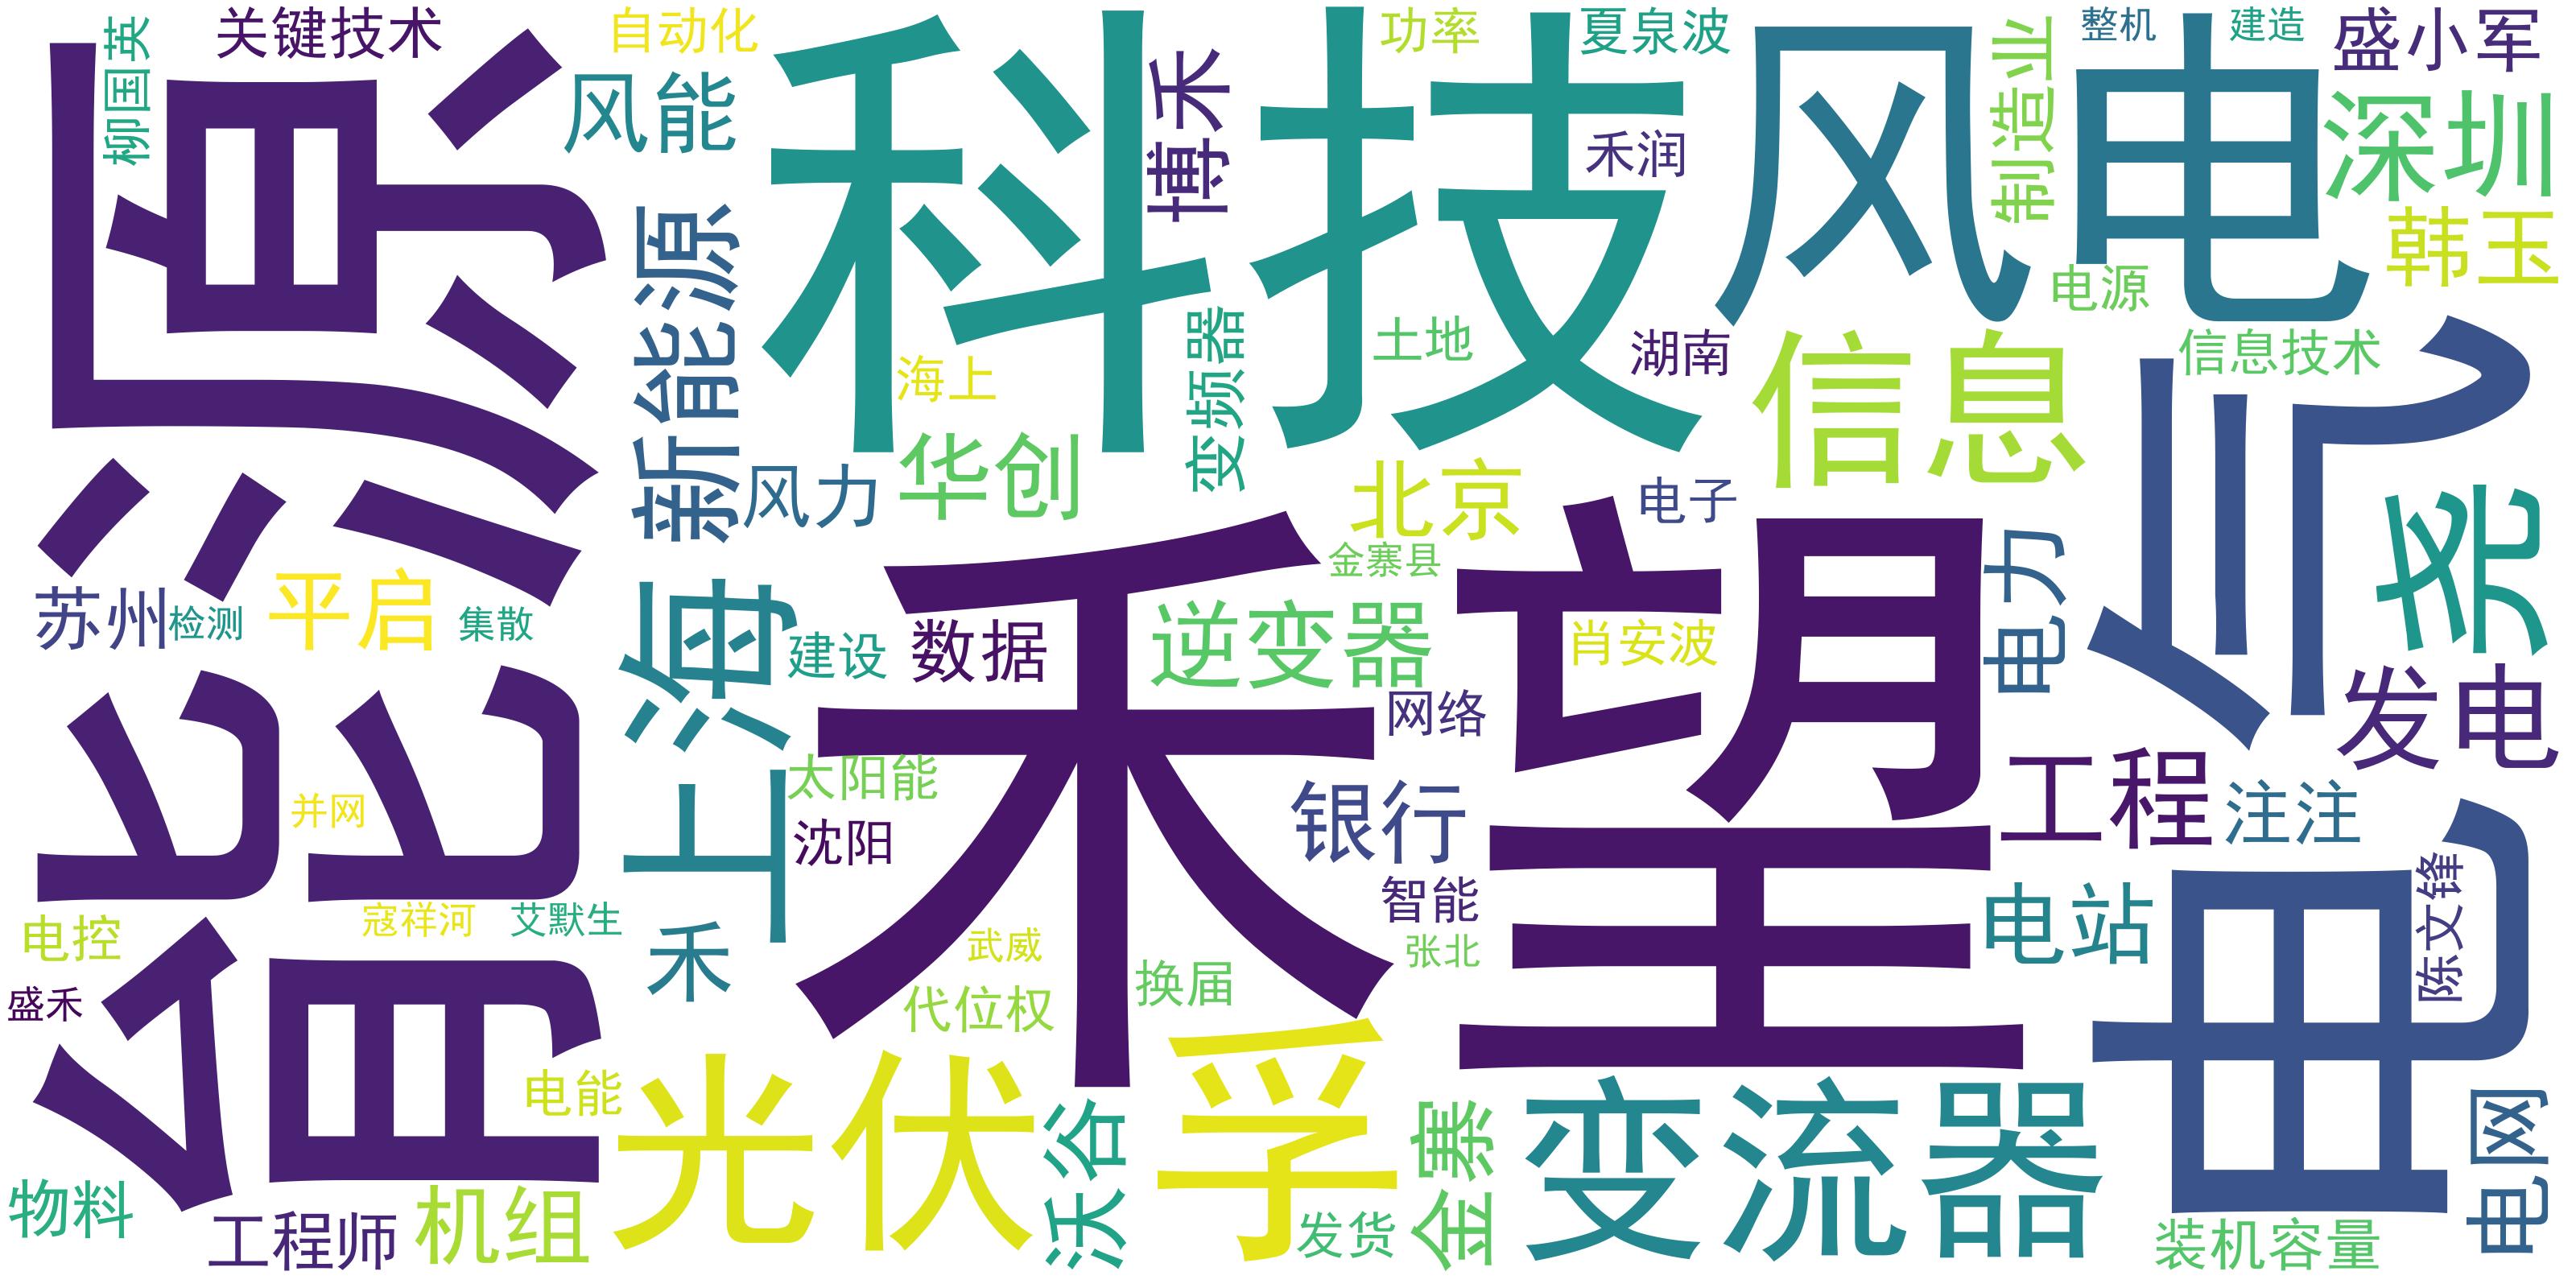 柳国英
关键技术
自动化
能源
风能
新能源
科技
博禾
功率
夏泉波
禾润
风电
制造业
整机
建造
盛小军
深圳
韩玉
电源
信息技术
信息
湖南
土地
变频器
海上
华创
风力
北京
电子
金寨县
电气
尧
电力
发电
苏州
检测
平启
集散
上海
建设
数据
禾望
逆变器
肖安波
网络
太阳能
沈阳
银行
智能
张北
工程
注注
电站
陈文锋
并网
电控
寇祥河
艾默生
禾
盛禾
武威
代位权
换届
电能
光伏
孚
沃谷
金寨
变流器
电网
物料
工程师
机组
发货
装机容量